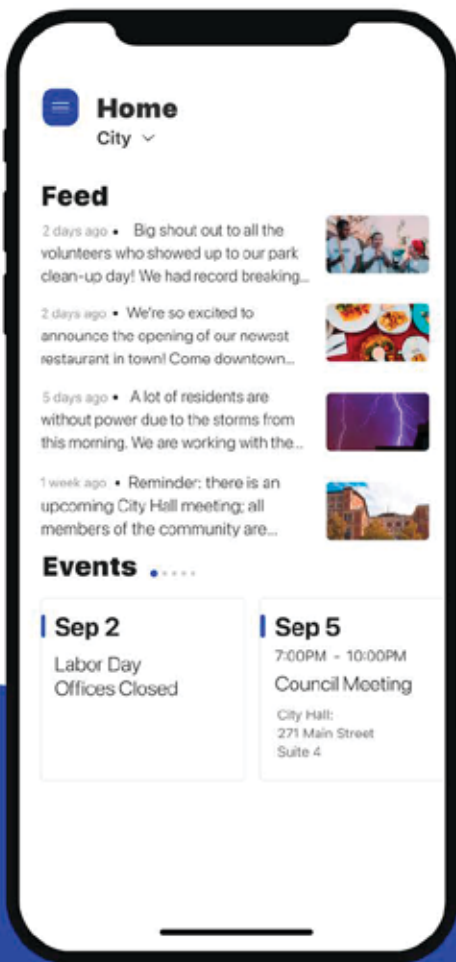 Home
City
Feed
2 days ago • Big shout out to all the
volunteers who showed up to our park
clean-up day! We had record breaking...
2 days ago • We're so excited to
announce the opening of our newest
restaurant in town! Come downtown...
5 days ago • A lot of residents are
without power due to the storms from
this morning. We are working with the...
1 week ago • Reminder: there is an
upcoming City Hall meeting; all
members of the community are...
Events
Sep 2
Labor Day
Offices Closed
Sep 5
7:00PM - 10:00PM
Council Meeting
City Hall:
271 Main Street
Suite 4